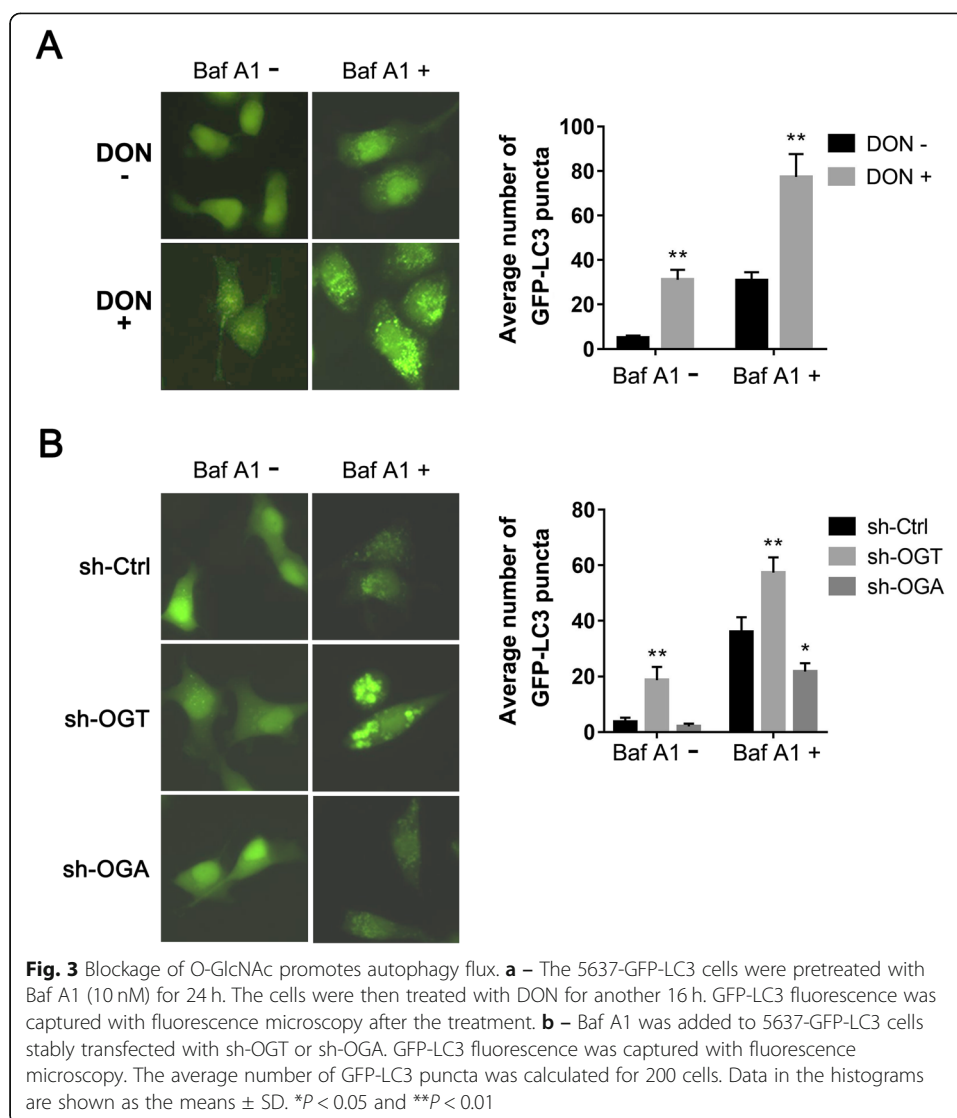 A
Baf A1 - Baf A1 +
DON
-
DON
+
Average number of
GFP-LC3 puncta
100
80
60
40
20
0
**
**
Baf A1 - Baf A1 +
DON -
DON +
B
Baf A1 - Baf A1 +
sh-Ctrl
sh-OGT
sh-OGA
Average number of
GFP-LC3 puncta
80
60
40
20
0
**
**
*
Baf A1 - Baf A1 +
sh-Ctrl
sh-OGT
sh-OGA
Fig. 3 Blockage of O-GlcNAc promotes autophagy flux. a – The 5637-GFP-LC3 cells were pretreated with
Baf A1 (10 nM) for 24 h. The cells were then treated with DON for another 16 h. GFP-LC3 fluorescence was
captured with fluorescence microscopy after the treatment. b – Baf A1 was added to 5637-GFP-LC3 cells
stably transfected with sh-OGT or sh-OGA. GFP-LC3 fluorescence was captured with fluorescence
microscopy. The average number of GFP-LC3 puncta was calculated for 200 cells. Data in the histograms
are shown as the means ± SD. *P < 0.05 and **P < 0.01